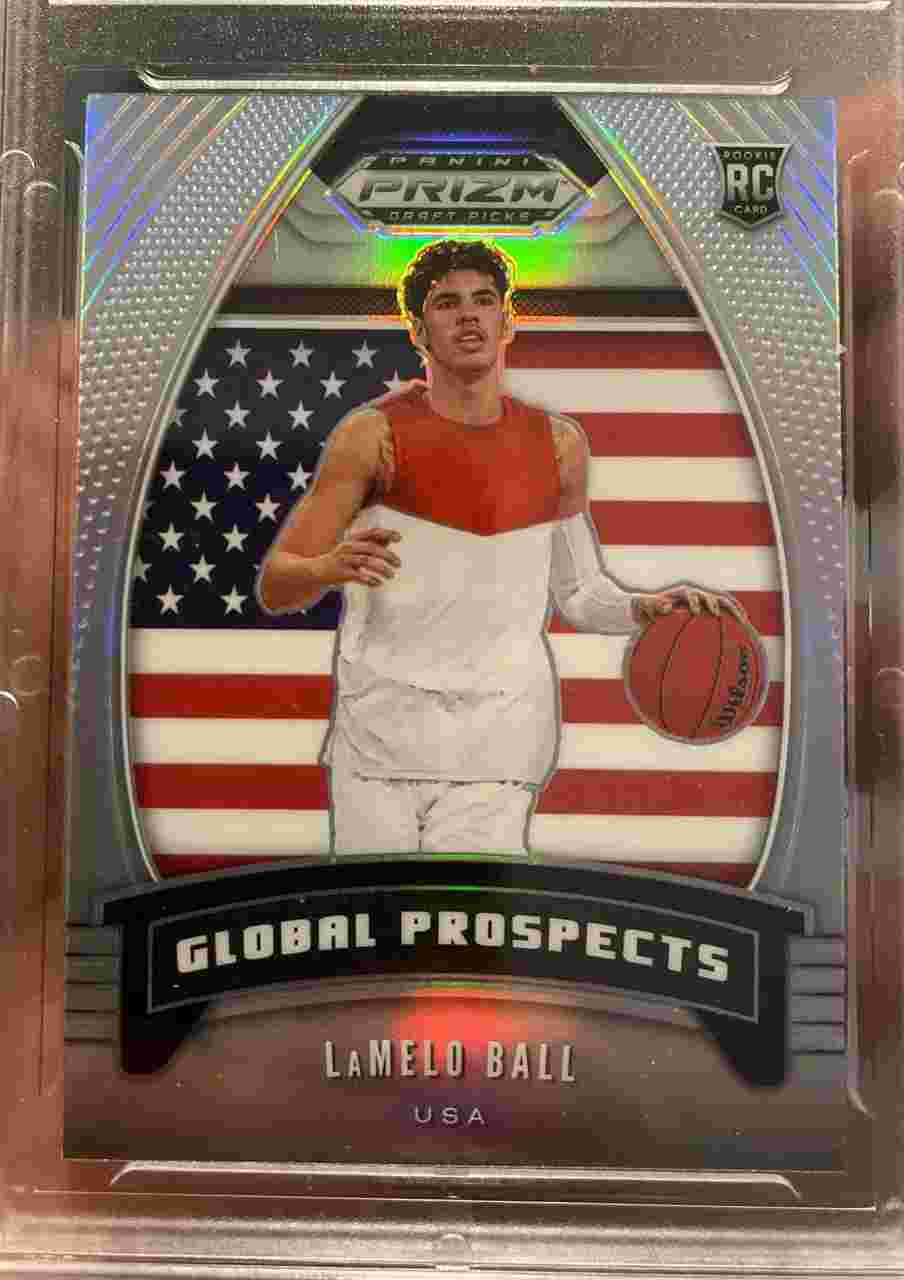 PANINI
PRIZM
DRAFT PICKS
ROOKIE
RC
CARD
Wilson
GLOBAL PROSPECTS
LAMELO BALL
USA